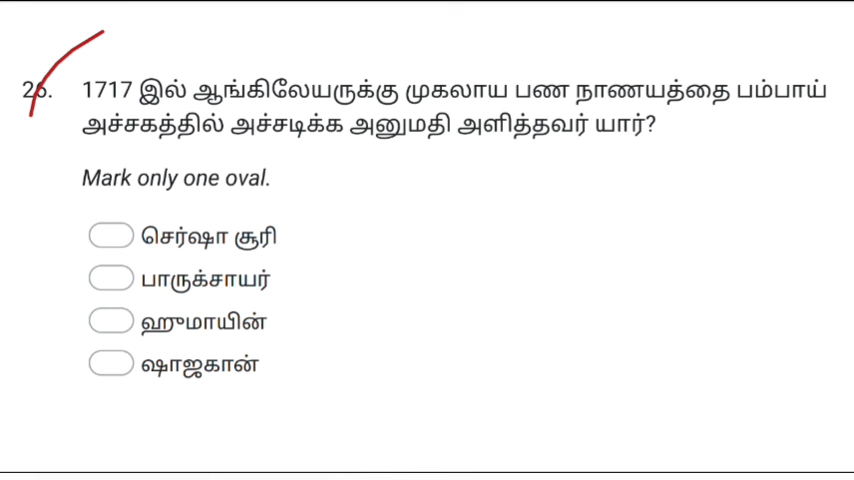 26. 1717 இல் ஆங்கிலேயருக்கு முகலாய பண நாணயத்தை பம்பாய்
அச்சகத்தில் அச்சடிக்க அனுமதி அளித்தவர் யார்?
Mark only one oval.
செர்ஷா சூரி
பாருக்சாயர்
ஹுமாயின்
ஷாஜகான்